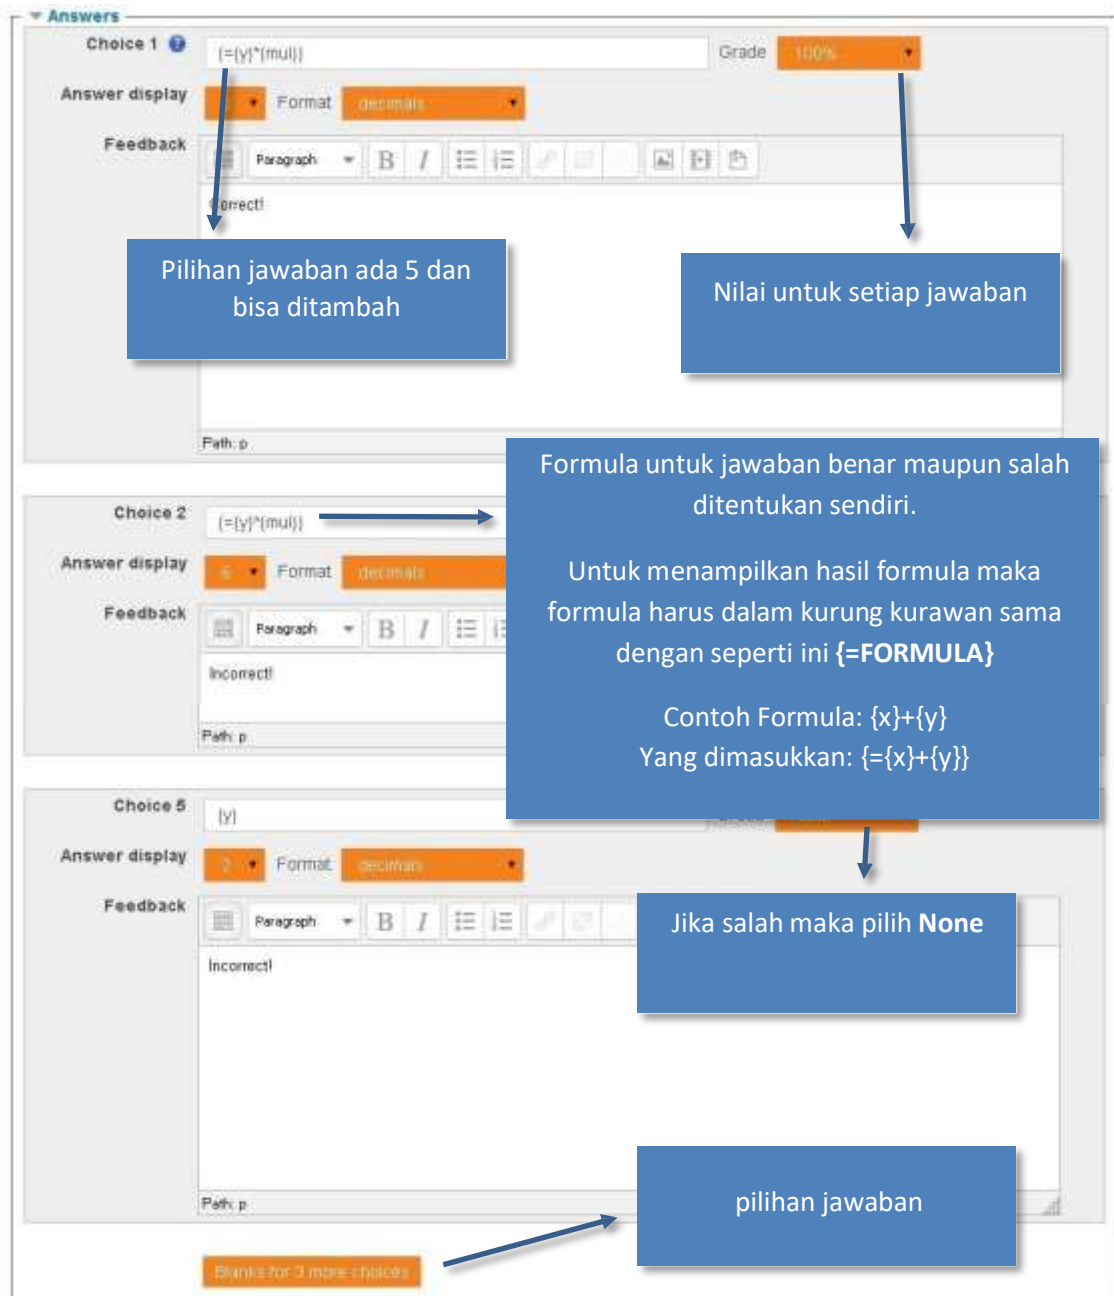 Answers
Choice 1
{={y}*{mul}}
Grade 100%
Answer display
Format decimals
Feedback
Paragraph B I
Correct!
Pilihan jawaban ada 5 dan
bisa ditambah
Nilai untuk setiap jawaban
Path: p
Formula untuk jawaban benar maupun salah
ditentukan sendiri.
Untuk menampilkan hasil formula maka
formula harus dalam kurung kurawan sama
dengan seperti ini {=FORMULA}
Contoh Formula: {x}+{y}
Yang dimasukkan: {={x}+{y}}
Choice 2
{={y}*{mul}}
Answer display
Format decimals
Feedback
Paragraph B I
Incorrect!
Path: p
Choice 5
{y}
Answer display
2 Format decimals
Feedback
Paragraph B I
Incorrect!
Jika salah maka pilih None
Path: p
pilihan jawaban
Blanks for 3 more choices